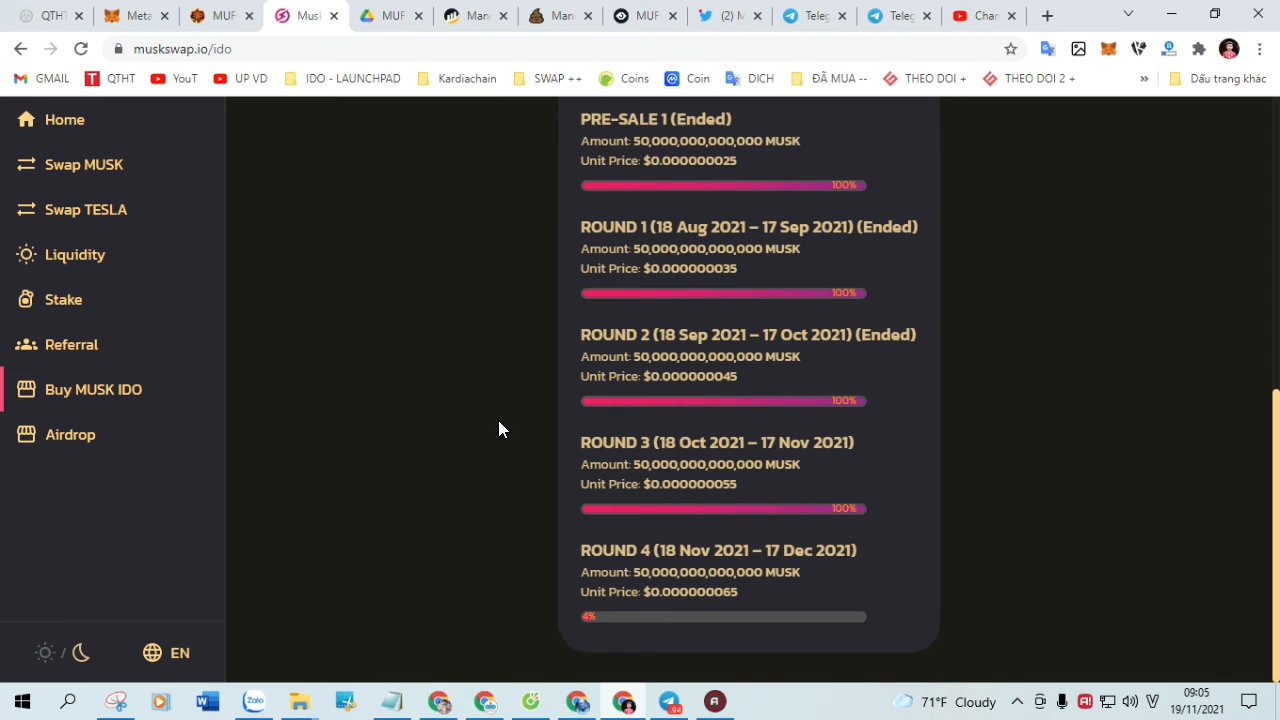 QTH
Meta
MUF
Musk
MUF
Man
Man
MUF
(2) M
Teleg
Teleg
Char
muskswap.io/ido
GMAIL
QTHT
YouT
UP VD
IDO - LAUNCHPAD
Kardiachain
SWAP ++
Coins
Coin
DICH
ĐÃ MUA --
THEO DOI +
THEO DOI 2 +
»
Dấu trang khác
Home
Swap MUSK
Swap TESLA
Liquidity
Stake
Referral
Buy MUSK IDO
Airdrop
/
EN
PRE-SALE 1 (Ended)
Amount: 50,000,000,000,000 MUSK
Unit Price: $0.000000025
100%
ROUND 1 (18 Aug 2021 – 17 Sep 2021) (Ended)
Amount: 50,000,000,000,000 MUSK
Unit Price: $0.000000035
100%
ROUND 2 (18 Sep 2021 – 17 Oct 2021) (Ended)
Amount: 50,000,000,000,000 MUSK
Unit Price: $0.000000045
100%
ROUND 3 (18 Oct 2021 – 17 Nov 2021)
Amount: 50,000,000,000,000 MUSK
Unit Price: $0.000000055
100%
ROUND 4 (18 Nov 2021 – 17 Dec 2021)
Amount: 50,000,000,000,000 MUSK
Unit Price: $0.000000065
4%
Zalo
71°F Cloudy
09:05
19/11/2021